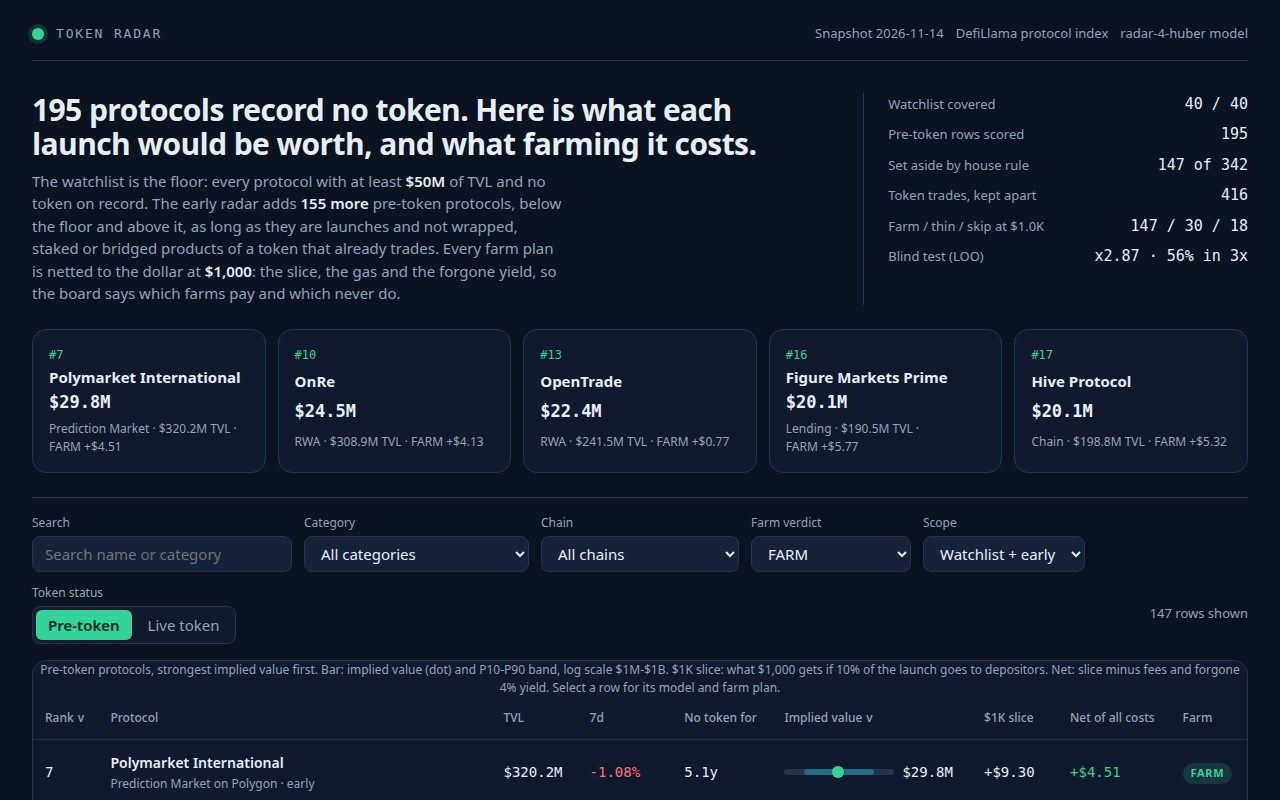 TOKEN RADAR
Snapshot 2026-11-14 DefiLlama protocol index radar-4-huber model
195 protocols record no token. Here is what each
launch would be worth, and what farming it costs.
The watchlist is the floor: every protocol with at least $50M of TVL and no
token on record. The early radar adds 155 more pre-token protocols, below
the floor and above it, as long as they are launches and not wrapped,
staked or bridged products of a token that already trades. Every farm plan
is netted to the dollar at $1,000: the slice, the gas and the forgone yield, so
the board says which farms pay and which never do.
Watchlist covered 40 / 40
Pre-token rows scored 195
Set aside by house rule 147 of 342
Token trades, kept apart 416
Farm / thin / skip at $1.0K 147 / 30 / 18
Blind test (LOO) x2.87 · 56% in 3x
#7
Polymarket International
$29.8M
Prediction Market · $320.2M TVL ·
FARM +$4.51
#10
OnRe
$24.5M
RWA · $308.9M TVL · FARM +$4.13
#13
OpenTrade
$22.4M
RWA · $241.5M TVL · FARM +$0.77
#16
Figure Markets Prime
$20.1M
Lending · $190.5M TVL ·
FARM +$5.77
#17
Hive Protocol
$20.1M
Chain · $198.8M TVL · FARM +$5.32
Search Category Chain Farm verdict Scope
Search name or category All categories All chains FARM Watchlist + early
Token status
Pre-token Live token
147 rows shown
Pre-token protocols, strongest implied value first. Bar: implied value (dot) and P10-P90 band, log scale $1M-$1B. $1K slice: what $1,000 gets if 10% of the launch goes to depositors. Net: slice minus fees and forgone
4% yield. Select a row for its model and farm plan.
Rank v Protocol TVL 7d No token for Implied value v $1K slice Net of all costs Farm
7 Polymarket International $320.2M -1.08% 5.1y $29.8M +$9.30 +$4.51 FARM
Prediction Market on Polygon · early